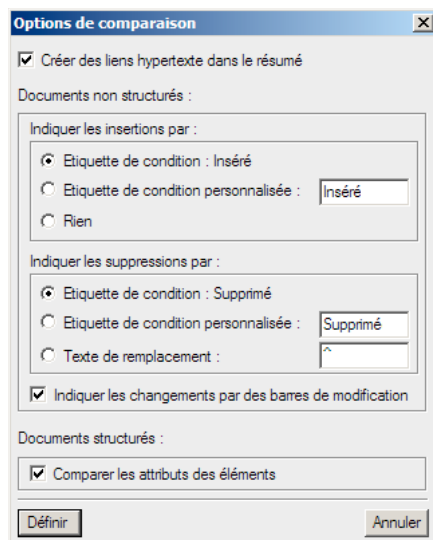 Options de comparaison
Créer des liens hypertexte dans le résumé
Documents non structurés :
Indiquer les insertions par :
Etiquette de condition : Inséré
Etiquette de condition personnalisée : Inséré
Rien
Indiquer les suppressions par :
Etiquette de condition : Supprimé
Etiquette de condition personnalisée : Supprimé
Texte de remplacement : ^
Indiquer les changements par des barres de modification
Documents structurés :
Comparer les attributs des éléments
Définir Annuler